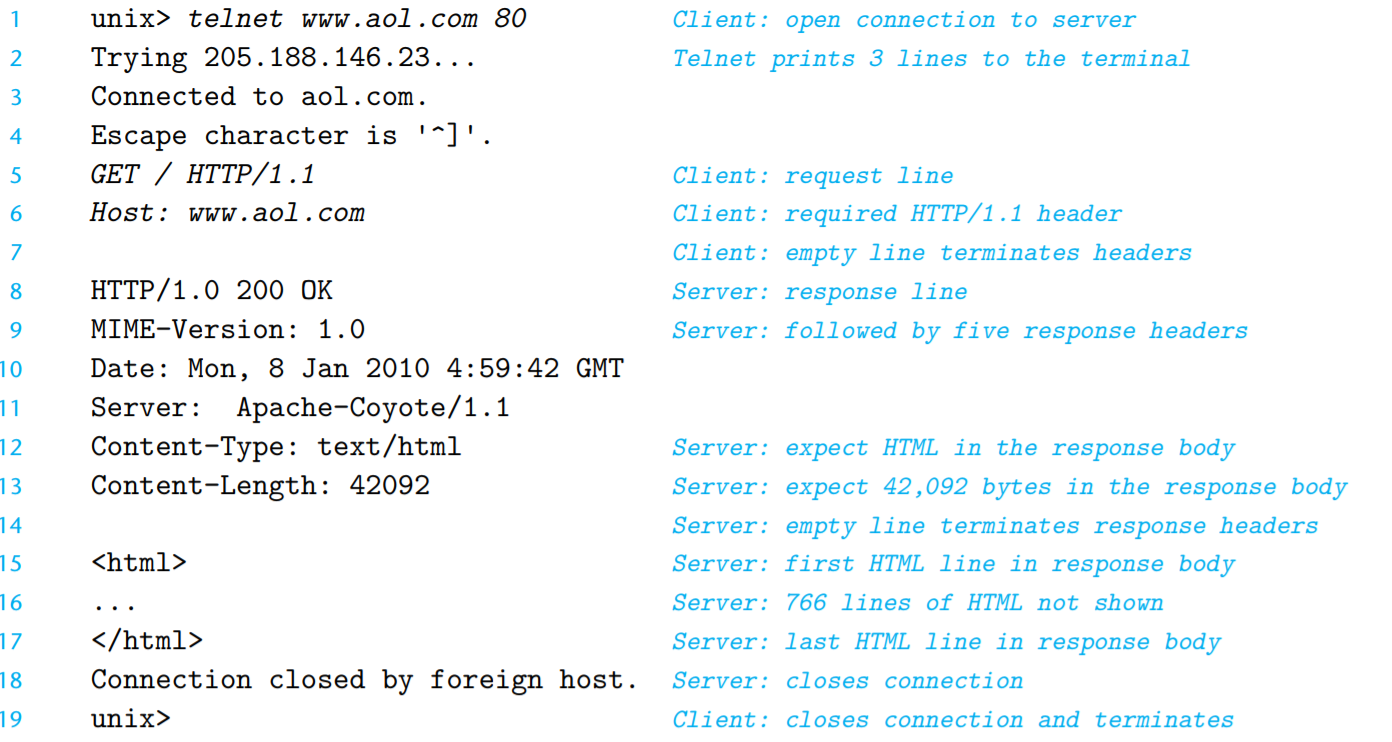 1 unix> telnet www.aol.com 80 Client: open connection to server
2 Trying 205.188.146.23... Telnet prints 3 lines to the terminal
3 Connected to aol.com.
4 Escape character is '^]'.
5 GET / HTTP/1.1 Client: request line
6 Host: www.aol.com Client: required HTTP/1.1 header
7 Client: empty line terminates headers
8 HTTP/1.0 200 OK Server: response line
9 MIME-Version: 1.0 Server: followed by five response headers
10 Date: Mon, 8 Jan 2010 4:59:42 GMT
11 Server:  Apache-Coyote/1.1
12 Content-Type: text/html Server: expect HTML in the response body
13 Content-Length: 42092 Server: expect 42,092 bytes in the response body
14 Server: empty line terminates response headers
15 <html> Server: first HTML line in response body
16 ... Server: 766 lines of HTML not shown
17 </html> Server: last HTML line in response body
18 Connection closed by foreign host. Server: closes connection
19 unix> Client: closes connection and terminates